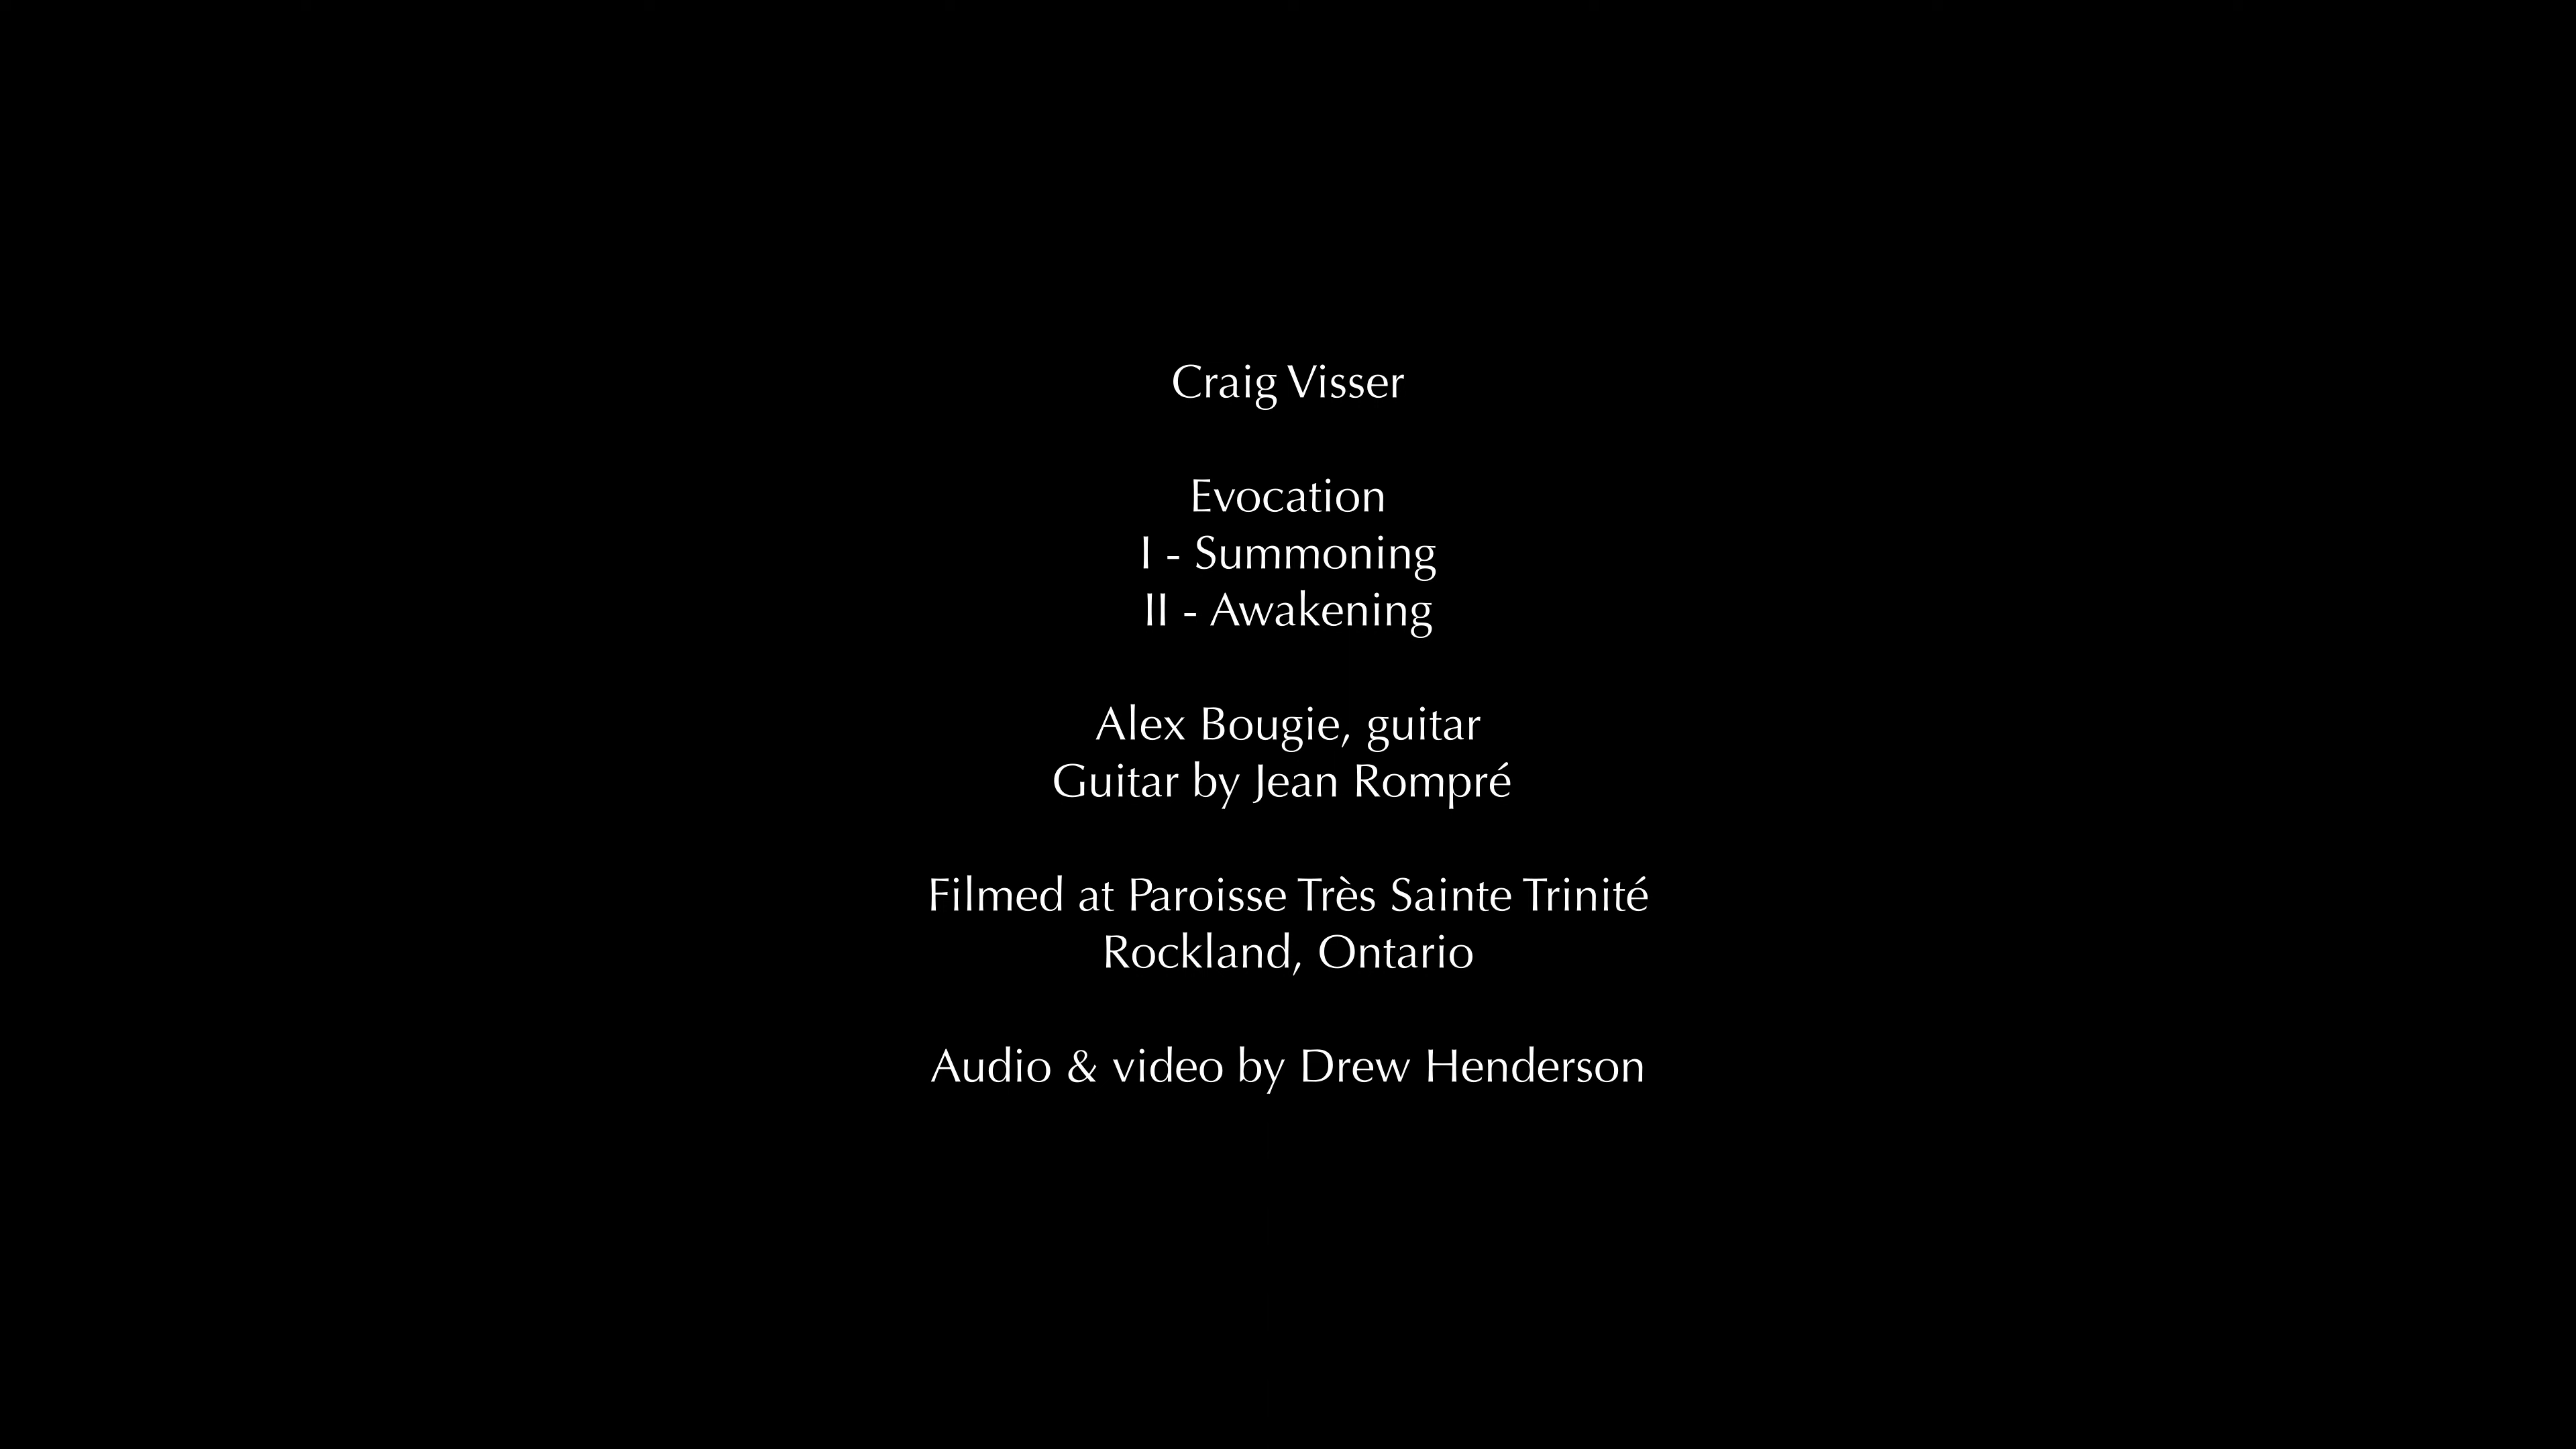 Craig Visser
Evocation
I - Summoning
II - Awakening
Alex Bougie, guitar
Guitar by Jean Rompré
Filmed at Paroisse Très Sainte Trinité
Rockland, Ontario
Audio & video by Drew Henderson